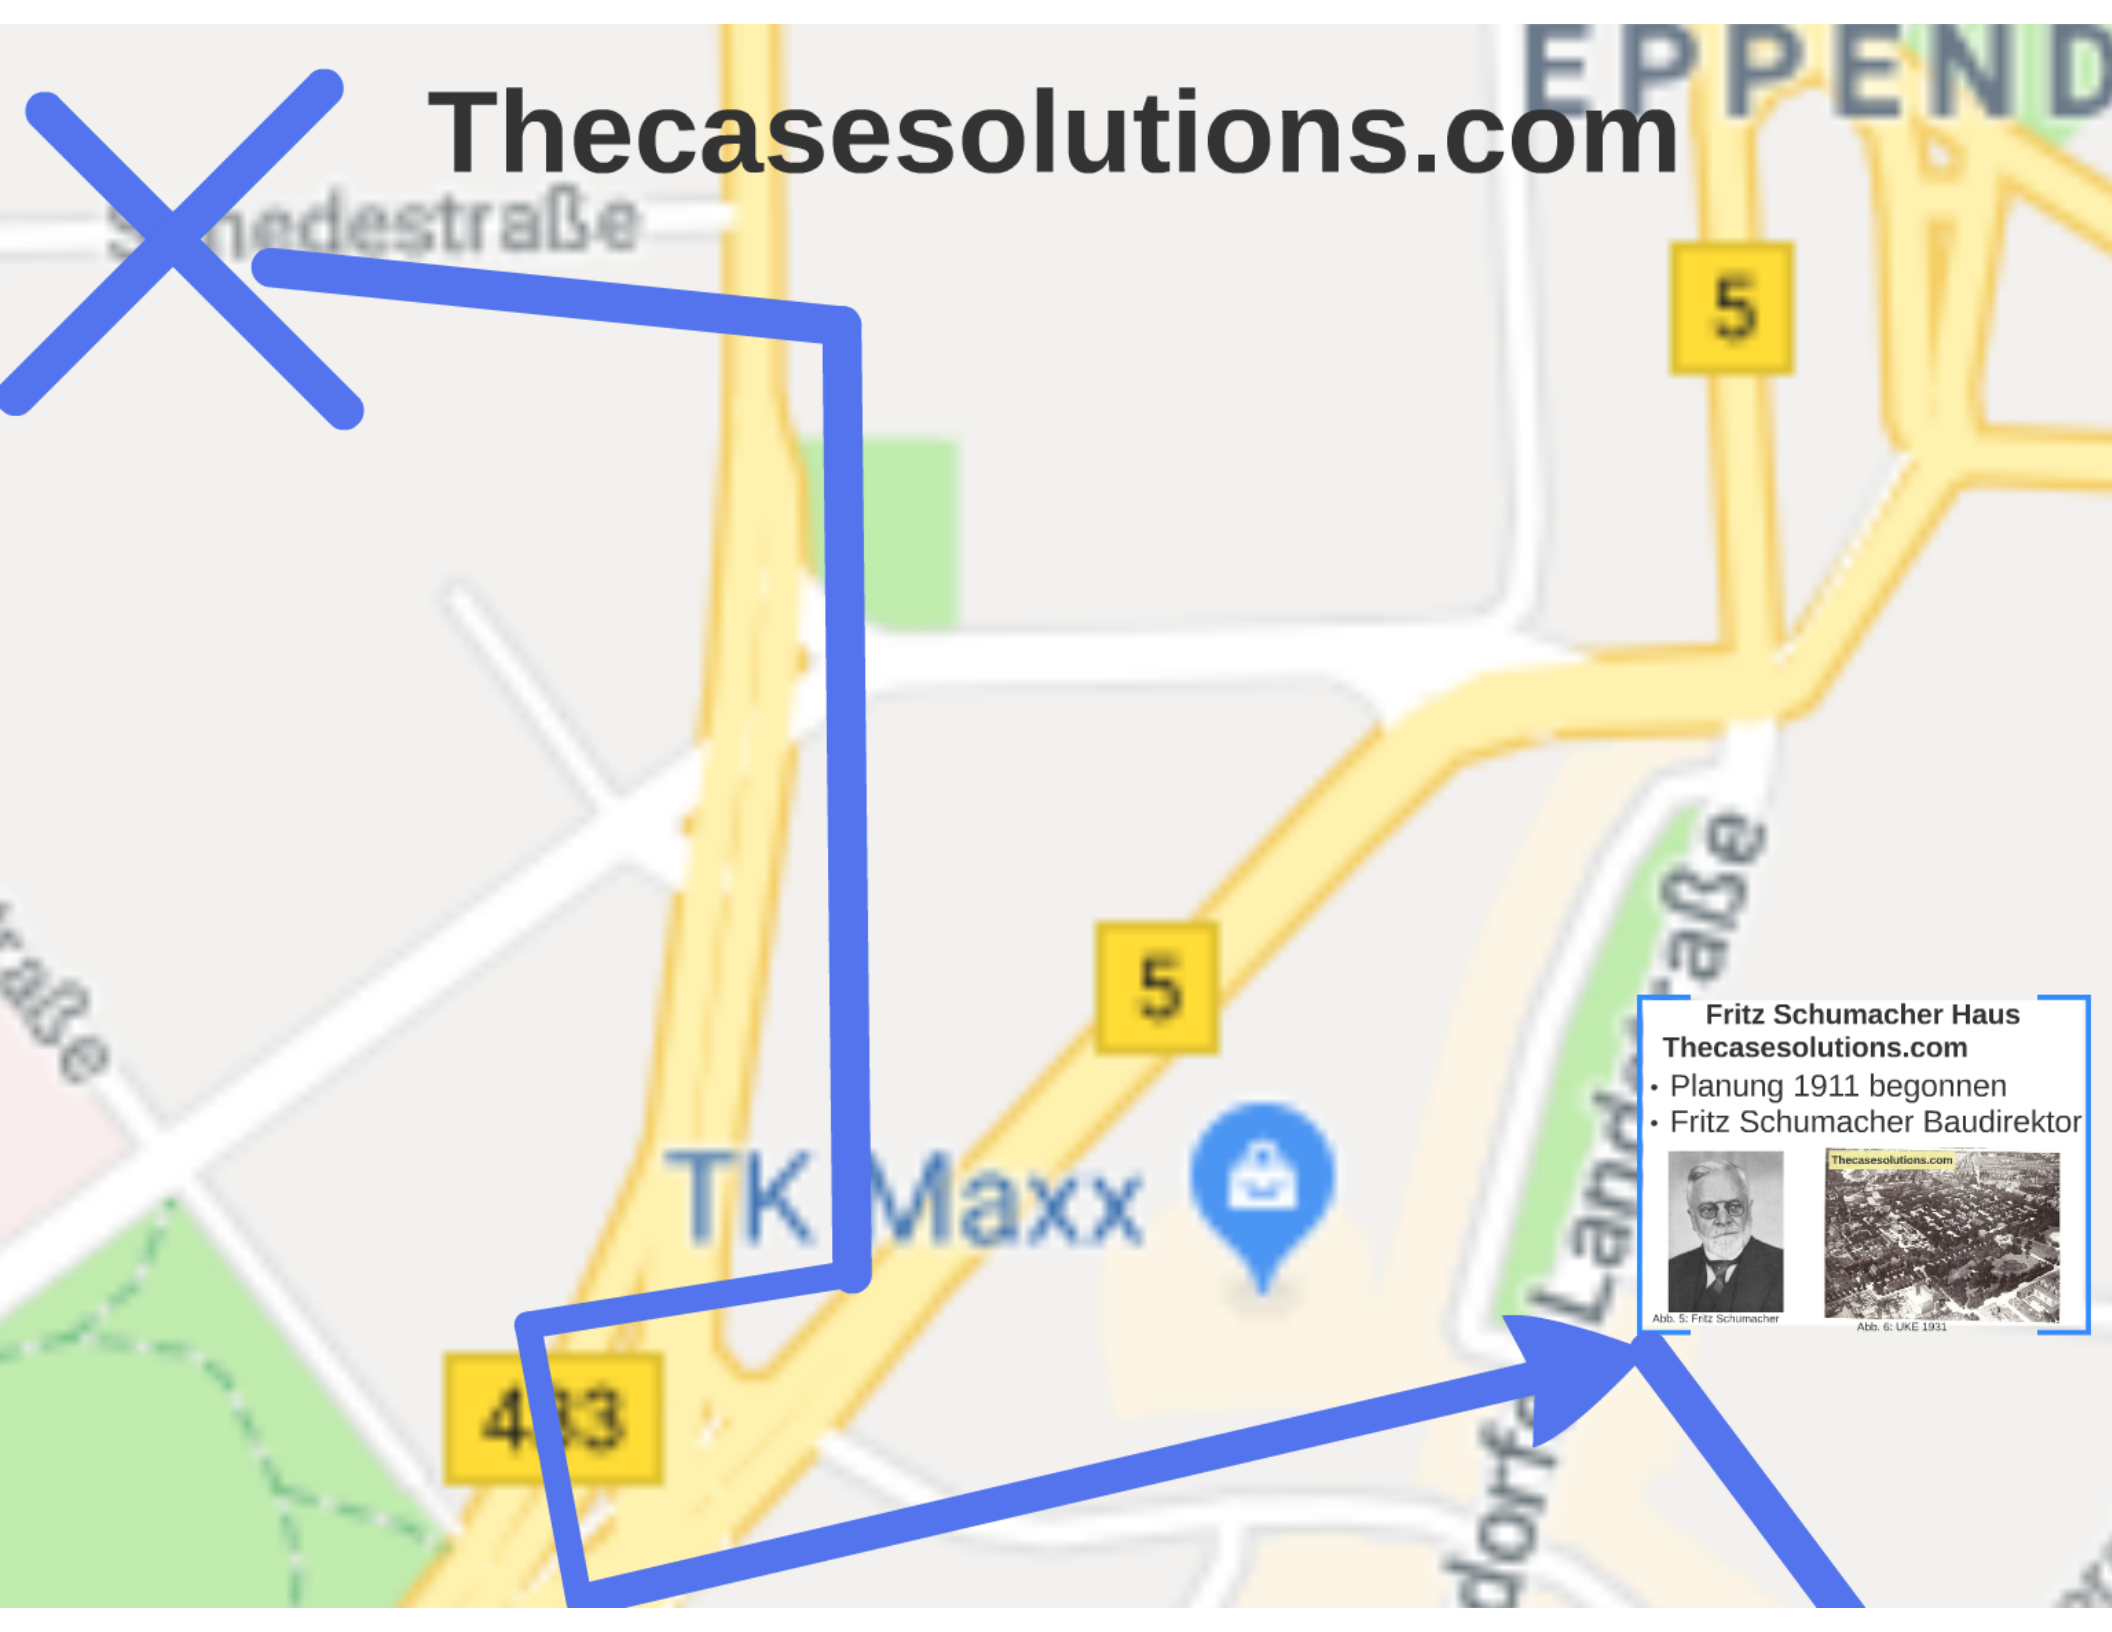 EPPEND
Thecasesolutions.com
5
5
Fritz Schumacher Haus
Thecasesolutions.com
• Planung 1911 begonnen
• Fritz Schumacher Baudirektor
Thecasesolutions.com
Abb. 5: Fritz Schumacher
Abb. 6: UKE 1931
raße
TK Maxx
433